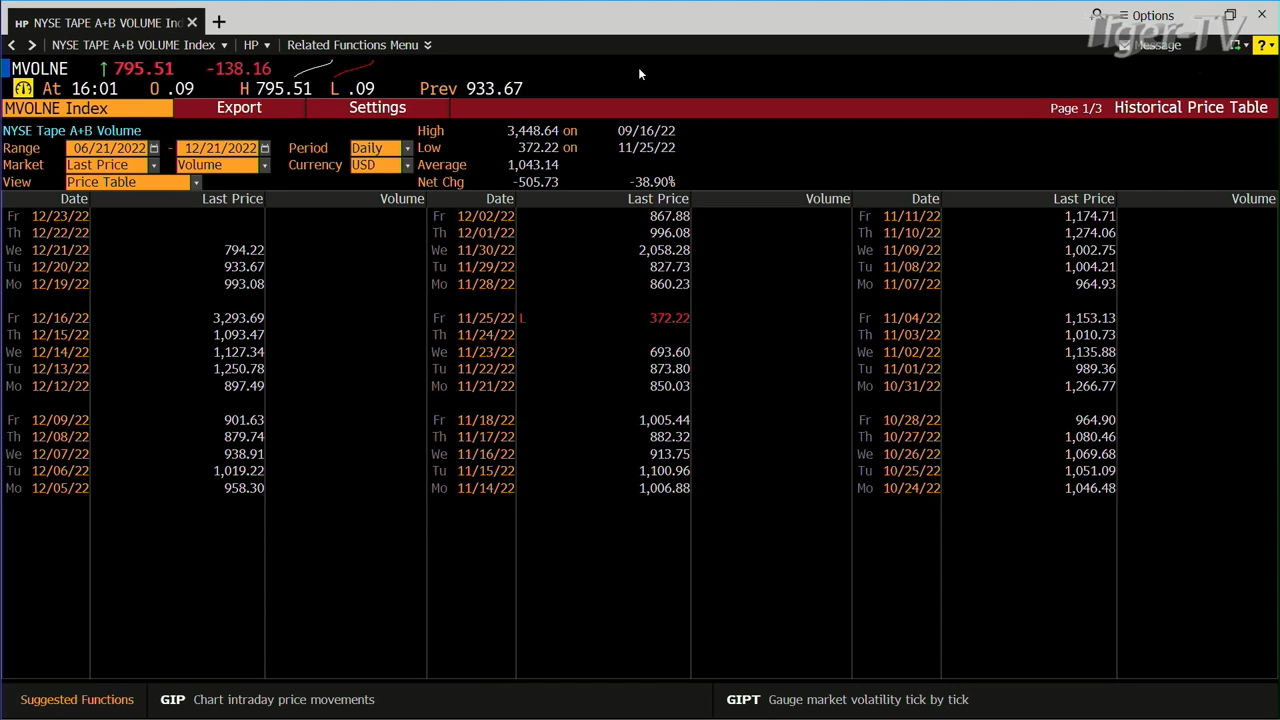 HP NYSE TAPE A+B VOLUME Ind × +
Options
Tiger-TV
NYSE TAPE A+B VOLUME Index HP Related Functions Menu Message ?
MVOLNE ↑ 795.51 -138.16
At 16:01 O .09 H 795.51 L .09 Prev 933.67
MVOLNE Index Export Settings Page 1/3 Historical Price Table
NYSE Tape A+B Volume High 3,448.64 on 09/16/22
Range 06/21/2022 - 12/21/2022 Period Daily Low 372.22 on 11/25/22
Market Last Price Volume Currency USD Average 1,043.14
View Price Table Net Chg -505.73 -38.90%
Date Last Price Volume Date Last Price Volume Date Last Price Volume
Fr 12/23/22 Fr 12/02/22 867.88 Fr 11/11/22 1,174.71
Th 12/22/22 Th 12/01/22 996.08 Th 11/10/22 1,274.06
We 12/21/22 794.22 We 11/30/22 2,058.28 We 11/09/22 1,002.75
Tu 12/20/22 933.67 Tu 11/29/22 827.73 Tu 11/08/22 1,004.21
Mo 12/19/22 993.08 Mo 11/28/22 860.23 Mo 11/07/22 964.93
Fr 12/16/22 3,293.69 Fr 11/25/22 L 372.22 Fr 11/04/22 1,153.13
Th 12/15/22 1,093.47 Th 11/24/22 Th 11/03/22 1,010.73
We 12/14/22 1,127.34 We 11/23/22 693.60 We 11/02/22 1,135.88
Tu 12/13/22 1,250.78 Tu 11/22/22 873.80 Tu 11/01/22 989.36
Mo 12/12/22 897.49 Mo 11/21/22 850.03 Mo 10/31/22 1,266.77
Fr 12/09/22 901.63 Fr 11/18/22 1,005.44 Fr 10/28/22 964.90
Th 12/08/22 879.74 Th 11/17/22 882.32 Th 10/27/22 1,080.46
We 12/07/22 938.91 We 11/16/22 913.75 We 10/26/22 1,069.68
Tu 12/06/22 1,019.22 Tu 11/15/22 1,100.96 Tu 10/25/22 1,051.09
Mo 12/05/22 958.30 Mo 11/14/22 1,006.88 Mo 10/24/22 1,046.48
Suggested Functions GIP Chart intraday price movements GIPT Gauge market volatility tick by tick